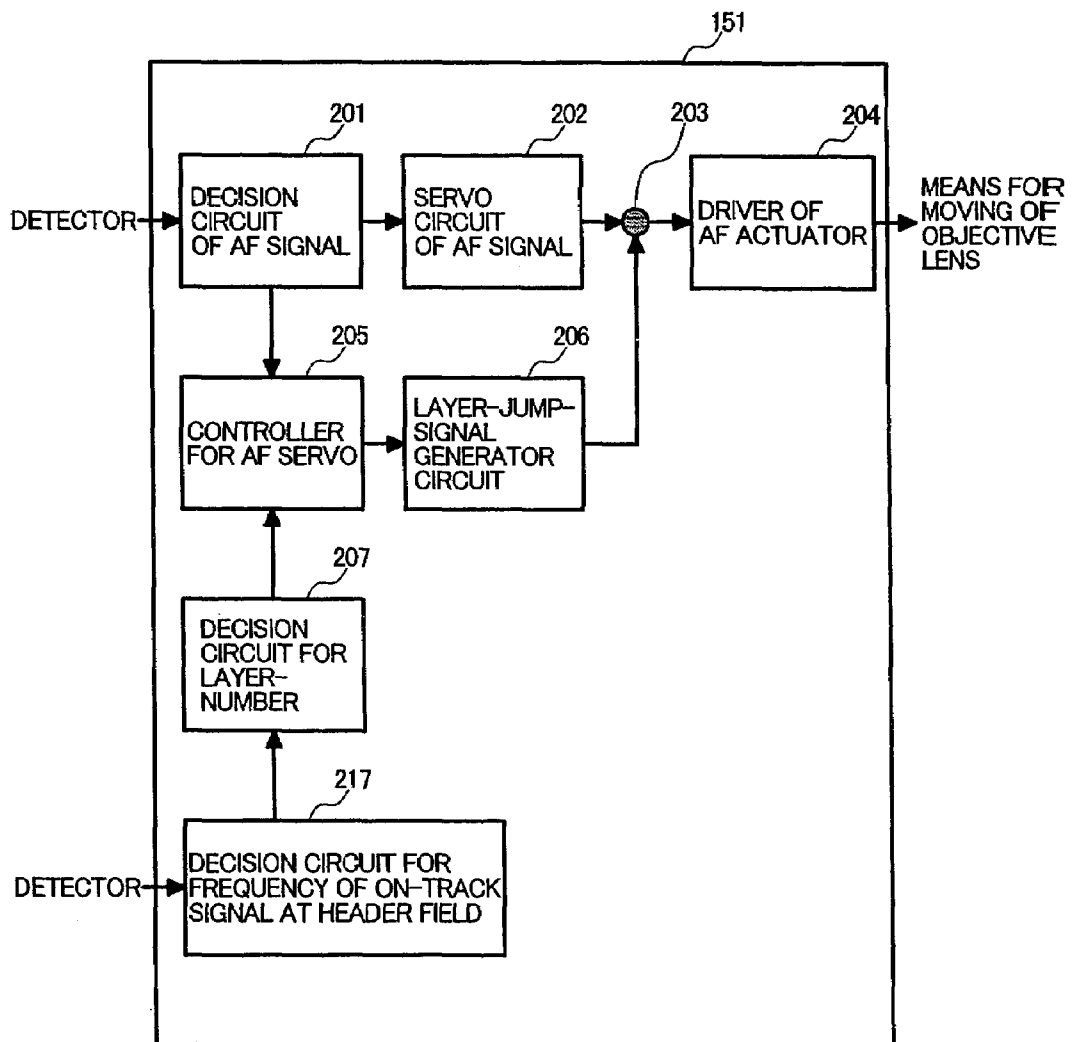 151
201
202
203
204
DETECTOR
DECISION
CIRCUIT
OF AF SIGNAL
SERVO
CIRCUIT
OF AF SIGNAL
DRIVER OF
AF ACTUATOR
MEANS FOIR
MOVING OF
OBJECTIVE
LENS
205
206
CONTROLLER
FOR AF SERVO
LAYER-JUMP-
SIGNAL
GENERATOR
CIRCUIT
207
DECISION
CIRCUIT FOR
LAYER-
NUMBER
217
DETECTOR
DECISION CIRCUIT FOR
FREQUENCY OF ON-TRACK
SIGNAL AT HEADER FIELD